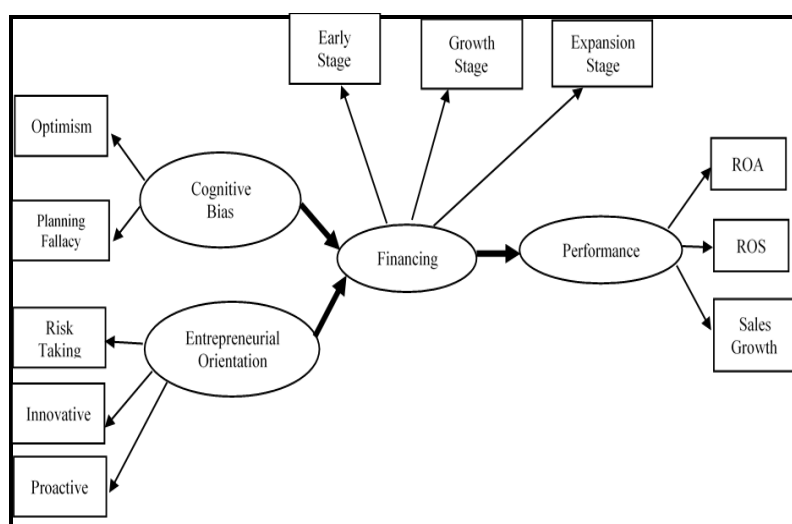 Early
Stage
Growth
Stage
Expansion
Stage
Optimism
Planning
Fallacy
Cognitive
Bias
Risk
Taking
Innovative
Proactive
Entrepreneurial
Orientation
Financing
Performance
ROA
ROS
Sales
Growth